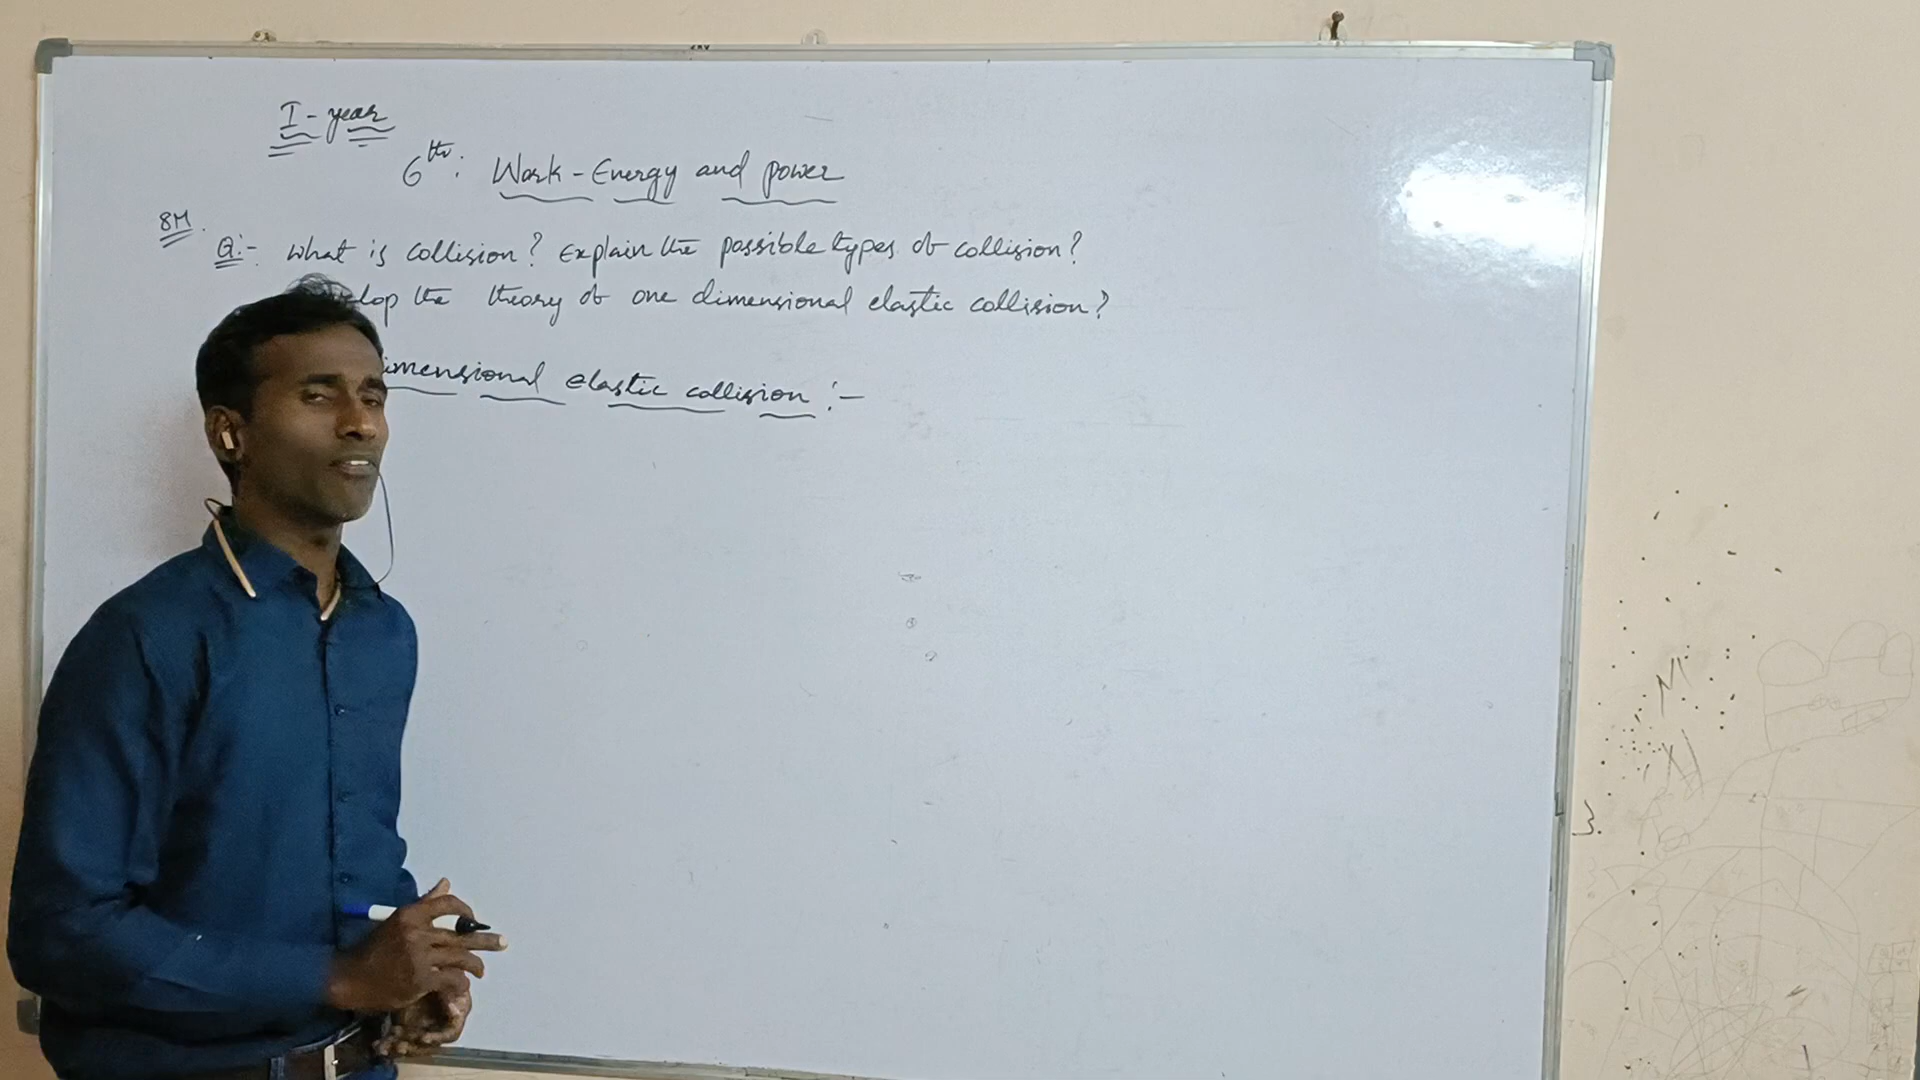 I - year
6th: Work - Energy and power
8M.
Q:- What is collision? Explain the possible types of collision?
the theory of one dimensional elastic collision?
elastic collision :-